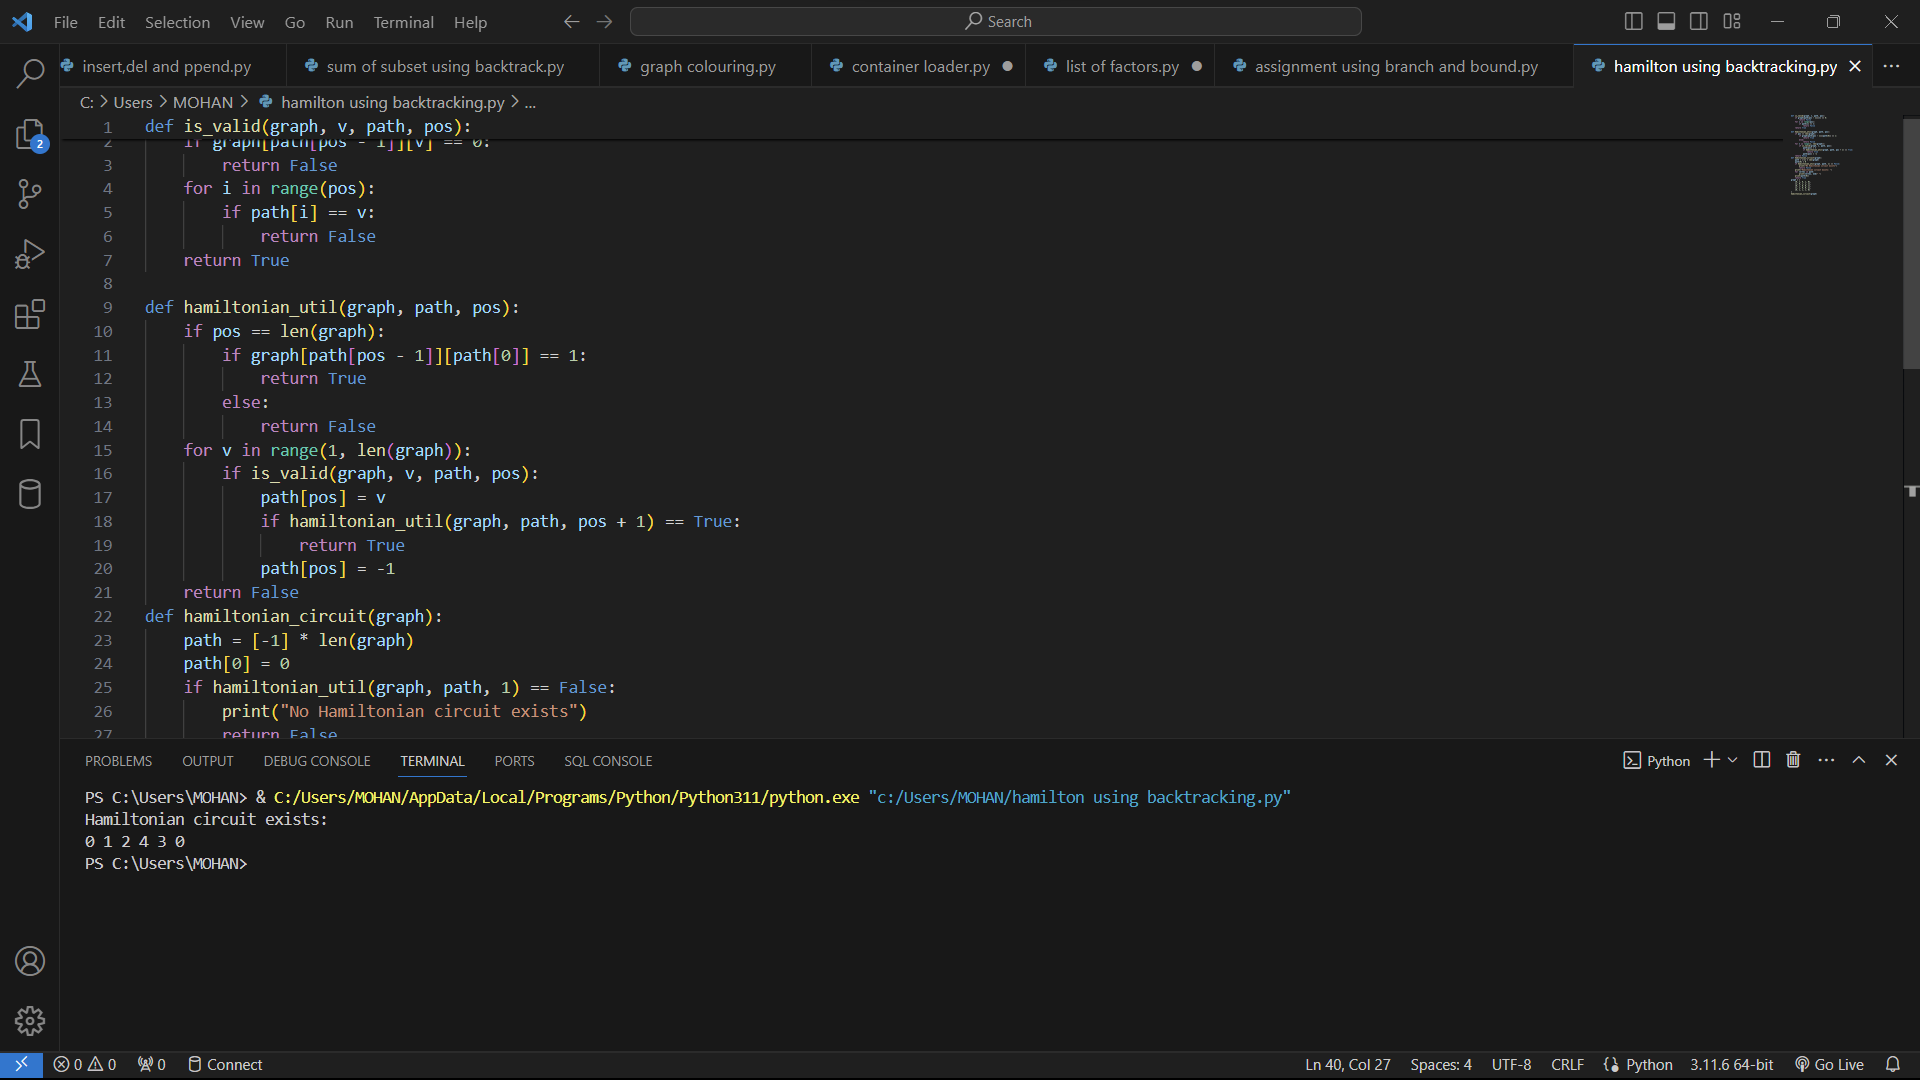 File Edit Selection View Go Run Terminal Help Search
insert,del and ppend.py sum of subset using backtrack.py graph colouring.py container loader.py list of factors.py assignment using branch and bound.py hamilton using backtracking.py
C: > Users > MOHAN > hamilton using backtracking.py > ...
1 def is_valid(graph, v, path, pos):
2 if graph[path[pos - 1]][v] == 0:
3 return False
4 for i in range(pos):
5 if path[i] == v:
6 return False
7 return True
8
9 def hamiltonian_util(graph, path, pos):
10 if pos == len(graph):
11 if graph[path[pos - 1]][path[0]] == 1:
12 return True
13 else:
14 return False
15 for v in range(1, len(graph)):
16 if is_valid(graph, v, path, pos):
17 path[pos] = v
18 if hamiltonian_util(graph, path, pos + 1) == True:
19 return True
20 path[pos] = -1
21 return False
22 def hamiltonian_circuit(graph):
23 path = [-1] * len(graph)
24 path[0] = 0
25 if hamiltonian_util(graph, path, 1) == False:
26 print("No Hamiltonian circuit exists")
27 return False
2
PROBLEMS OUTPUT DEBUG CONSOLE TERMINAL PORTS SQL CONSOLE Python
PS C:\Users\MOHAN> & C:/Users/MOHAN/AppData/Local/Programs/Python/Python311/python.exe "c:/Users/MOHAN/hamilton using backtracking.py"
Hamiltonian circuit exists:
0 1 2 4 3 0
PS C:\Users\MOHAN>
0 0 0 Connect Ln 40, Col 27 Spaces: 4 UTF-8 CRLF Python 3.11.6 64-bit Go Live